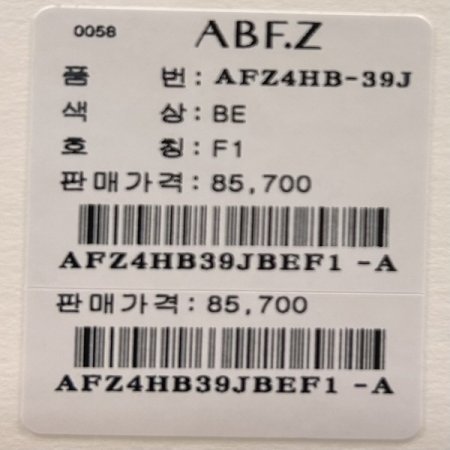 0058 ABF.Z
품 번: AFZ4HB-39J
색 상: BE
호 칭: F1
판매가격: 85,700
AFZ4HB39JBEF1 -A
판매가격: 85,700
AFZ4HB39JBEF1 -A